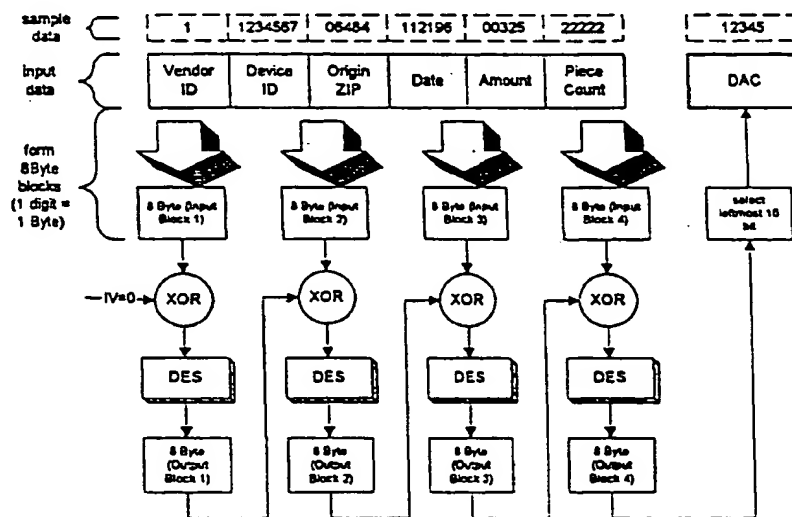 sample
data
1 1234567 06484 112196 00325 22222 12345
input
data
Vendor
ID
Device
ID
Origin
ZIP
Date
Amount
Piece
Count
DAC
form
8Byte
blocks
(1 digit =
1 Byte)
8 Byte (Input
Block 1)
8 Byte (Input
Block 2)
8 Byte (Input
Block 3)
8 Byte (Input
Block 4)
select
leftmost 16
bit
IV=0
XOR
XOR
XOR
XOR
DES
DES
DES
DES
8 Byte
(Output
Block 1)
8 Byte
(Output
Block 2)
8 Byte
(Output
Block 3)
8 Byte
(Output
Block 4)